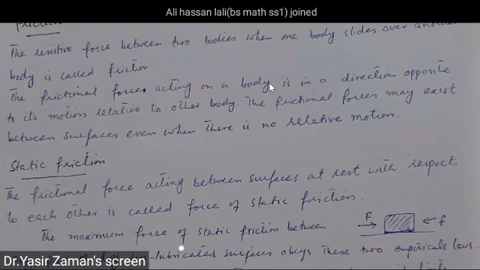 Ali hassan lali(bs math ss1) joined
Friction
The resistive force between two bodies when one body slides over another
body is called friction.
The frictional forces acting on a body is in a direction opposite
to its motion relative to other body. The frictional forces may exist
between surfaces even when there is no relative motion.
Static friction
The frictional force acting between surfaces at rest with respect
to each other is called force of static friction.
The maximum force of static friction between
F f
-lubricated surfaces obeys these two empirical laws.
Dr.Yasir Zaman's screen